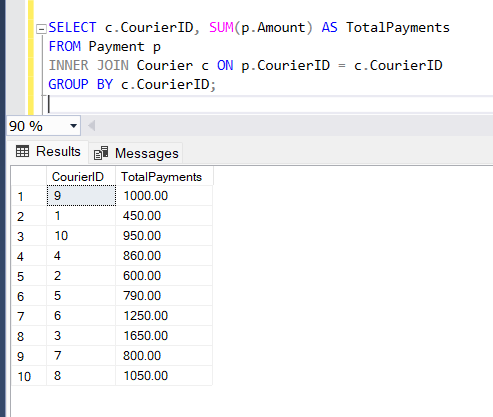 SELECT c.CourierID, SUM(p.Amount) AS TotalPayments
FROM Payment p
INNER JOIN Courier c ON p.CourierID = c.CourierID
GROUP BY c.CourierID;
90 %
Results Messages
CourierID TotalPayments
1 9 1000.00
2 1 450.00
3 10 950.00
4 4 860.00
5 2 600.00
6 5 790.00
7 6 1250.00
8 3 1650.00
9 7 800.00
10 8 1050.00